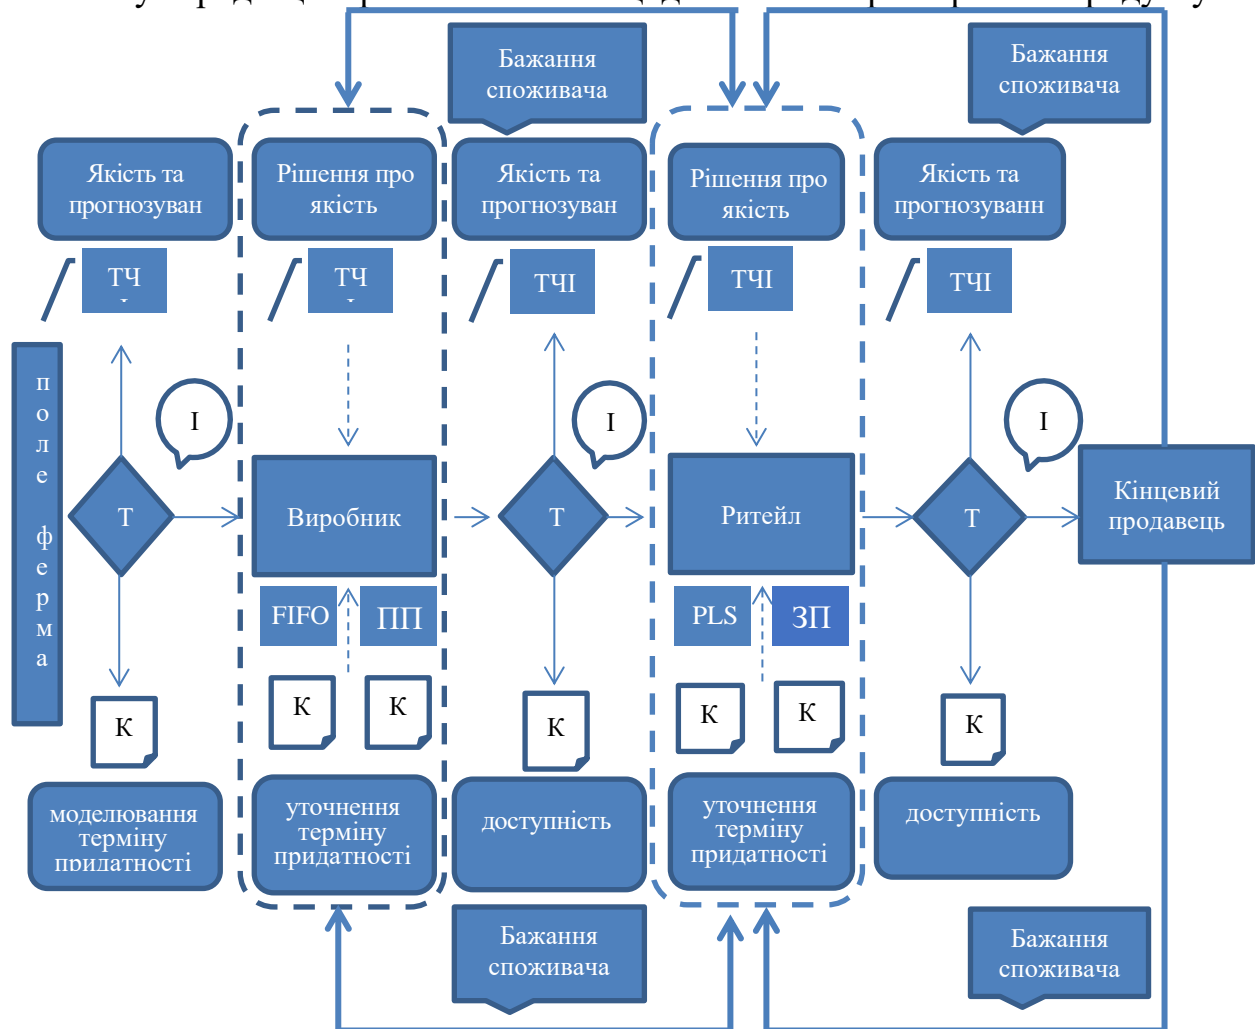 Бажання
споживача
Бажання
споживача
Якість та
прогнозуван
Рішення про
якість
Якість та
прогнозуван
Рішення про
якість
Якість та
прогнозуванн
ТЧ
ТЧ
ТЧІ
ТЧІ
ТЧІ
поле ферма
І
І
І
Т
Виробник
Т
Ритейл
Т
Кінцевий
продавець
FIFO
ПП
PLS
ЗП
К
К
К
К
К
К
К
моделювання
терміну
придатності
уточнення
терміну
придатності
доступність
уточнення
терміну
придатності
доступність
Бажання
споживача
Бажання
споживача